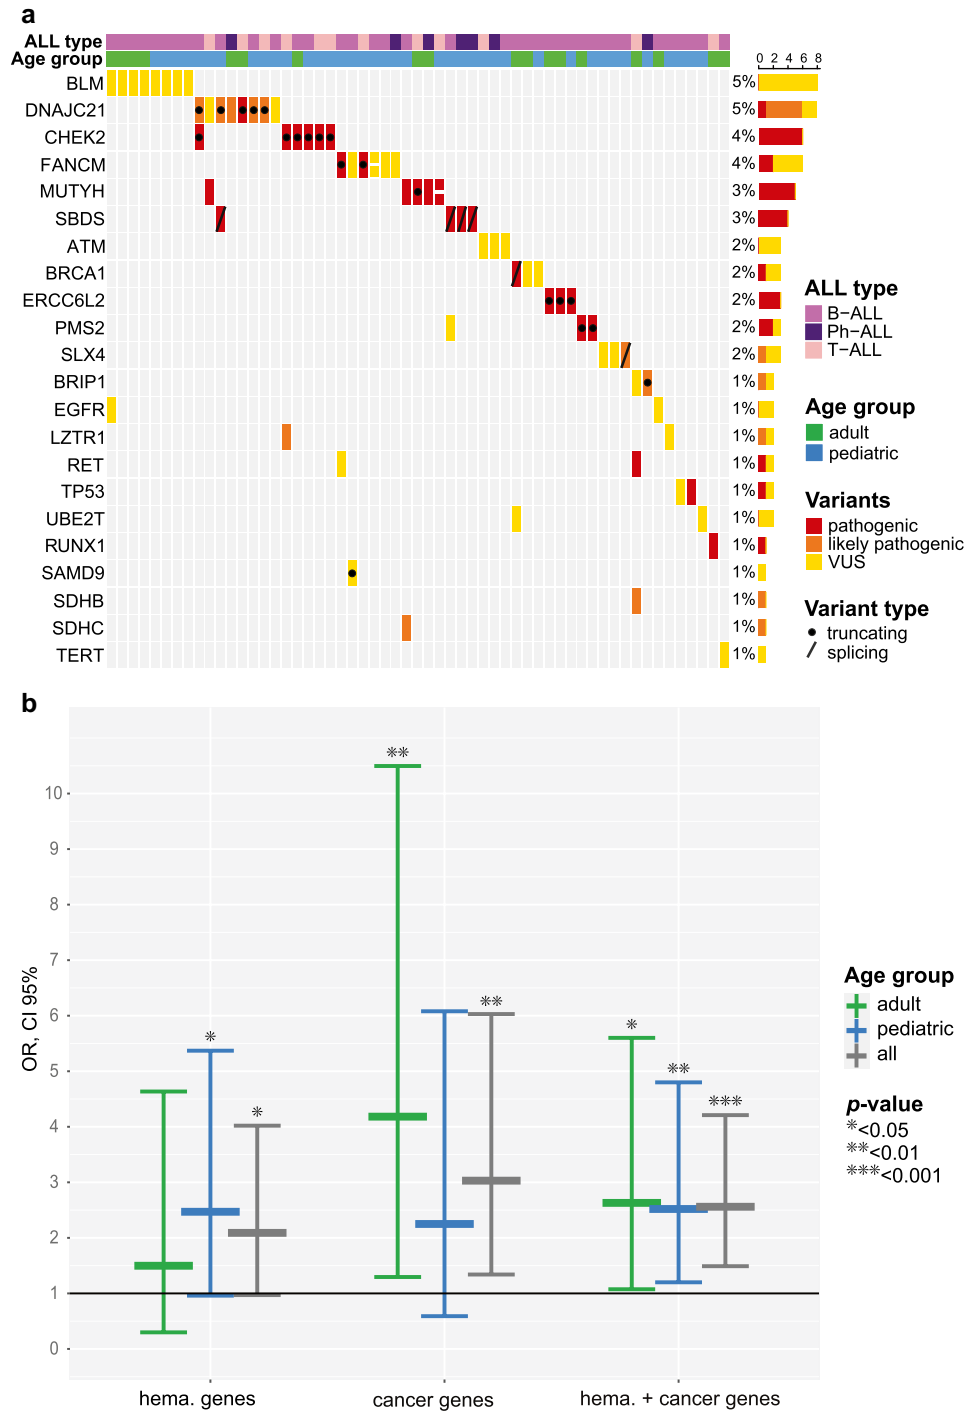 a
ALL type
Age group
0 2 4 6 8
BLM 5%
DNAJC21 5%
CHEK2 4%
FANCM 4%
MUTYH 3%
SBDS 3%
ATM 2%
BRCA1 2%
ERCC6L2 2%
PMS2 2%
SLX4 2%
BRIP1 1%
EGFR 1%
LZTR1 1%
RET 1%
TP53 1%
UBE2T 1%
RUNX1 1%
SAMD9 1%
SDHB 1%
SDHC 1%
TERT 1%
ALL type
B−ALL
Ph−ALL
T−ALL
Age group
adult
pediatric
Variants
pathogenic
likely pathogenic
VUS
Variant type
truncating
splicing
b
OR, CI 95%
10
9
8
7
6
5
4
3
2
1
0
*
*
**
**
*
**
***
hema. genes
cancer genes
hema. + cancer genes
Age group
adult
pediatric
all
p-value
*<0.05
**<0.01
***<0.001